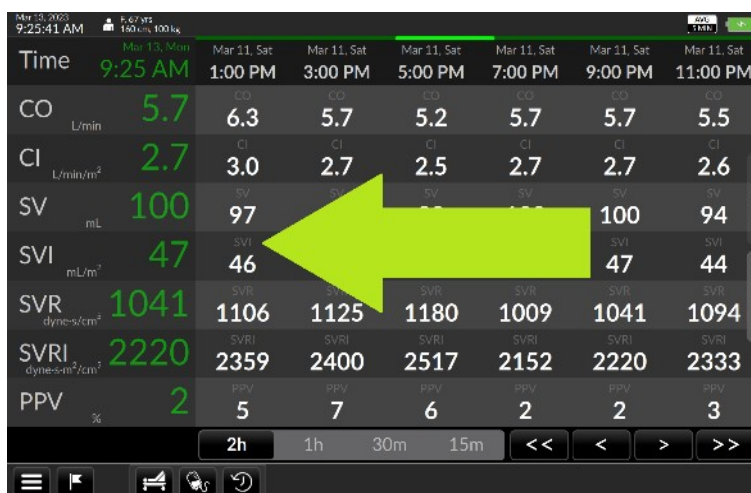 Mar 13, 2023
9:25:41 AM
F, 67 yrs
160 cm, 100 kg
AVG
5 MIN
Time
Mar 13, Mon
9:25 AM
Mar 11, Sat
1:00 PM
Mar 11, Sat
3:00 PM
Mar 11, Sat
5:00 PM
Mar 11, Sat
7:00 PM
Mar 11, Sat
9:00 PM
Mar 11, Sat
11:00 PM
CO L/min 5.7
CO CO CO CO CO CO
6.3 5.7 5.2 5.7 5.7 5.5
CI L/min/m² 2.7
CI CI CI CI CI CI
3.0 2.7 2.5 2.7 2.7 2.6
SV mL 100
SV SV SV SV SV
97 100 94
SVI mL/m² 47
SVI SVI SVI
46 47 44
SVR 1041
SVR SVR SVR SVR SVR
1106 1125 1180 1009 1041 1094
SVRI 2220
SVRI SVRI SVRI SVRI SVRI SVRI
2359 2400 2517 2152 2220 2333
PPV % 2
PPV PPV PPV PPV PPV PPV
5 7 6 2 2 3
2h 1h 30m 15m << < > >>